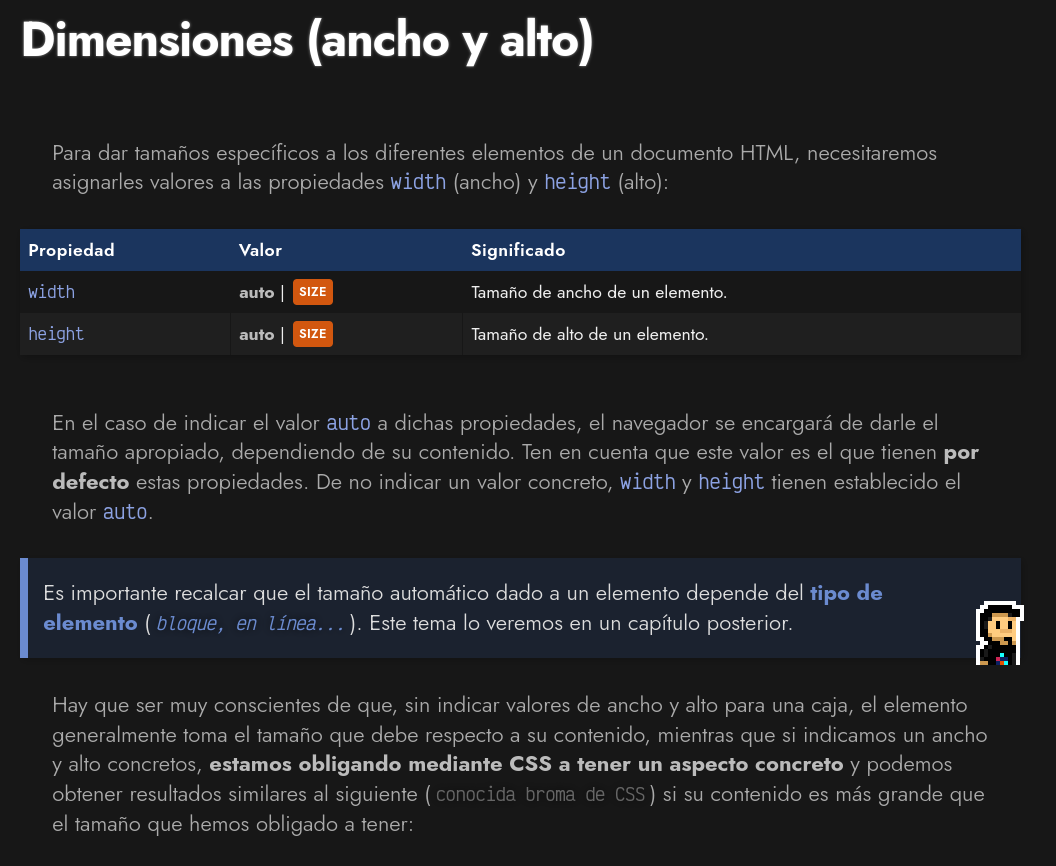 Dimensiones (ancho y alto)
Para dar tamaños específicos a los diferentes elementos de un documento HTML, necesitaremos
asignarles valores a las propiedades width (ancho) y height (alto):
Propiedad Valor Significado
width auto | SIZE Tamaño de ancho de un elemento.
height auto | SIZE Tamaño de alto de un elemento.
En el caso de indicar el valor auto a dichas propiedades, el navegador se encargará de darle el
tamaño apropiado, dependiendo de su contenido. Ten en cuenta que este valor es el que tienen por
defecto estas propiedades. De no indicar un valor concreto, width y height tienen establecido el
valor auto.
Es importante recalcar que el tamaño automático dado a un elemento depende del tipo de
elemento (bloque, en línea...). Este tema lo veremos en un capítulo posterior.
Hay que ser muy conscientes de que, sin indicar valores de ancho y alto para una caja, el elemento
generalmente toma el tamaño que debe respecto a su contenido, mientras que si indicamos un ancho
y alto concretos, estamos obligando mediante CSS a tener un aspecto concreto y podemos
obtener resultados similares al siguiente (conocida broma de CSS) si su contenido es más grande que
el tamaño que hemos obligado a tener: